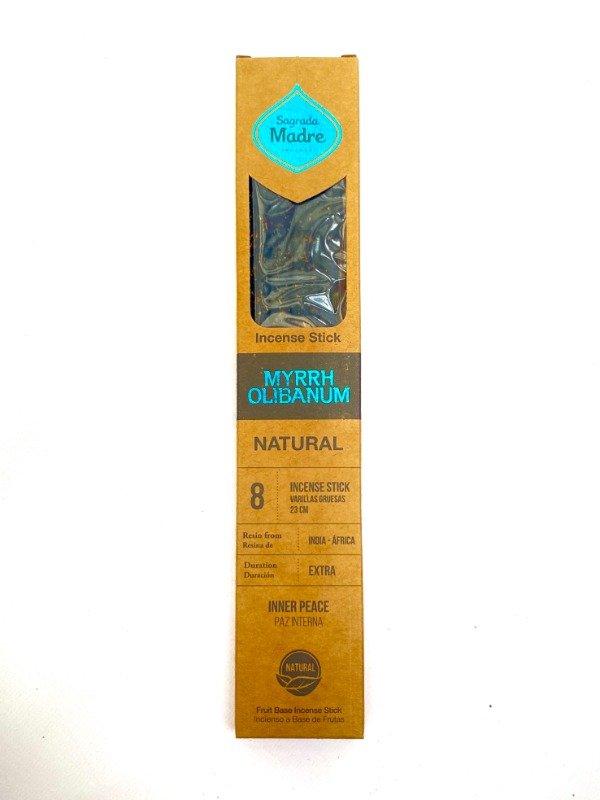 Sagrada
Madre
Incense Stick
MYRRH
OLIBANUM
NATURAL
8
INCENSE STICK
VARILLAS GRUESAS
23 CM
Resin from
Resina de
INDIA - ÁFRICA
Duration
Duración
EXTRA
INNER PEACE
PAZ INTERNA
NATURAL
Fruit Base Incense Stick
Incienso a Base de Frutas